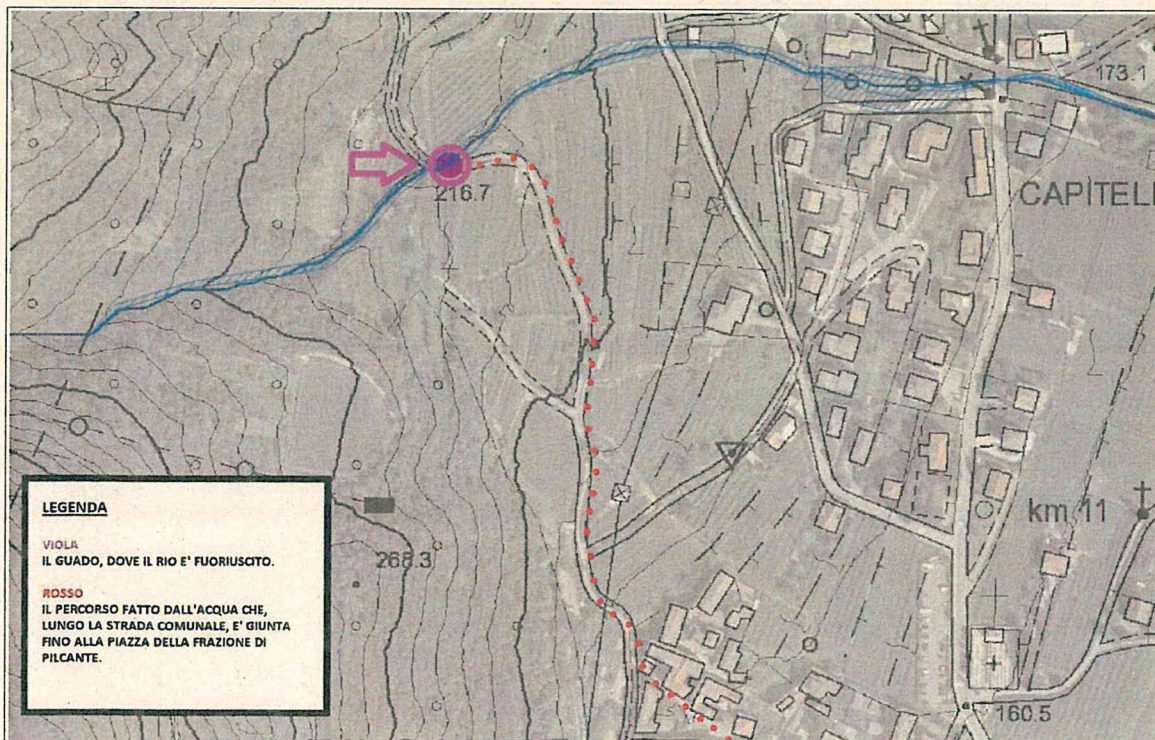 173.1
216.7
CAPITELL
km 11
268.3
160.5
LEGENDA
VIOLA
IL GUADO, DOVE IL RIO E' FUORIUSCITO.
ROSSO
IL PERCORSO FATTO DALL'ACQUA CHE,
LUNGO LA STRADA COMUNALE, E' GIUNTA
FINO ALLA PIAZZA DELLA FRAZIONE DI
PILCANTE.